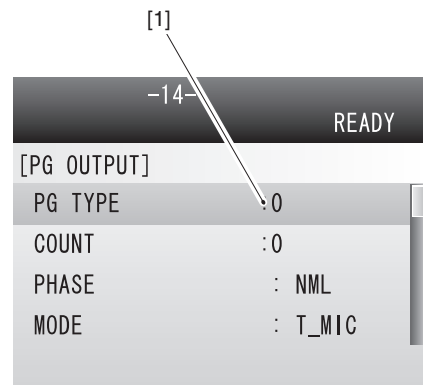 [1]
-14-
READY
[PG OUTPUT]
PG TYPE :0
COUNT :0
PHASE : NML
MODE : T_MIC